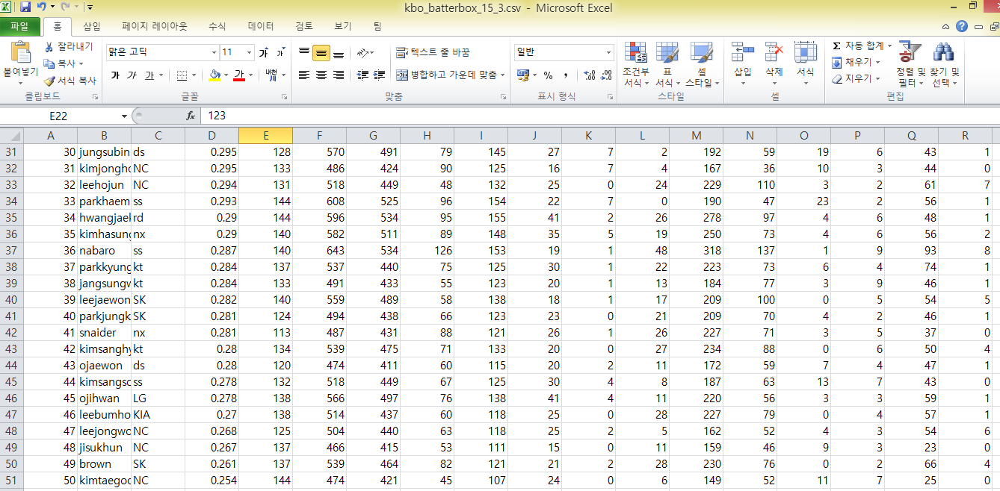 kbo_batterbox_15_3.csv - Microsoft Excel
파일 홈 삽입 페이지 레이아웃 수식 데이터 검토 보기 팀
붙여넣기 잘라내기 복사 서식 복사 클립보드
맑은 고딕 11 가 가 가 가 가 가 내천 글꼴
텍스트 줄 바꿈 병합하고 가운데 맞춤 맞춤
일반 % , .00 .0 표시 형식
조건부 서식 표 서식 셀 스타일 스타일
삽입 삭제 서식 셀
Σ 자동 합계 채우기 지우기 정렬 및 필터 찾기 및 선택 편집
E22 fx 123
A B C D E F G H I J K L M N O P Q R
31 30 jungsubin ds 0.295 128 570 491 79 145 27 7 2 192 59 19 6 43 1
32 31 kimjongho NC 0.295 133 486 424 90 125 16 7 4 167 36 10 3 44 0
33 32 leehojun NC 0.294 131 518 449 48 132 25 0 24 229 110 3 2 61 7
34 33 parkhaem ss 0.293 144 608 525 96 154 22 7 0 190 47 23 2 56 1
35 34 hwangjael rd 0.29 144 596 534 95 155 41 2 26 278 97 4 6 48 1
36 35 kimhasung nx 0.29 140 582 511 89 148 35 5 19 250 73 4 6 56 2
37 36 nabaro ss 0.287 140 643 534 126 153 19 1 48 318 137 1 9 93 8
38 37 parkkyung kt 0.284 137 537 440 75 125 30 1 22 223 73 6 4 74 1
39 38 jangsungw kt 0.284 133 491 433 55 123 20 1 13 184 77 3 9 46 1
40 39 leejaewon SK 0.282 140 559 489 58 138 18 1 17 209 100 0 5 54 5
41 40 parkjungk SK 0.281 124 494 438 66 123 23 0 21 209 70 4 2 46 1
42 41 snaider nx 0.281 113 487 431 88 121 26 1 26 227 71 3 5 37 0
43 42 kimsanghy kt 0.28 134 539 475 71 133 20 0 27 234 88 0 6 50 4
44 43 ojaewon ds 0.28 120 474 411 60 115 20 2 11 172 59 7 4 47 1
45 44 kimsangso ss 0.278 132 518 449 67 125 30 4 8 187 63 13 7 43 0
46 45 ojihwan LG 0.278 138 566 497 76 138 41 4 11 220 56 3 3 59 1
47 46 leebumho KIA 0.27 138 514 437 60 118 25 0 28 227 79 0 4 57 1
48 47 leejongwo NC 0.268 125 504 440 63 118 25 2 5 162 52 4 3 54 6
49 48 jisukhun NC 0.267 137 466 415 53 111 15 0 11 159 46 9 3 23 0
50 49 brown SK 0.261 137 539 464 82 121 21 2 28 230 76 0 2 66 4
51 50 kimtaegoo NC 0.254 144 474 421 45 107 24 0 6 149 52 11 7 25 0